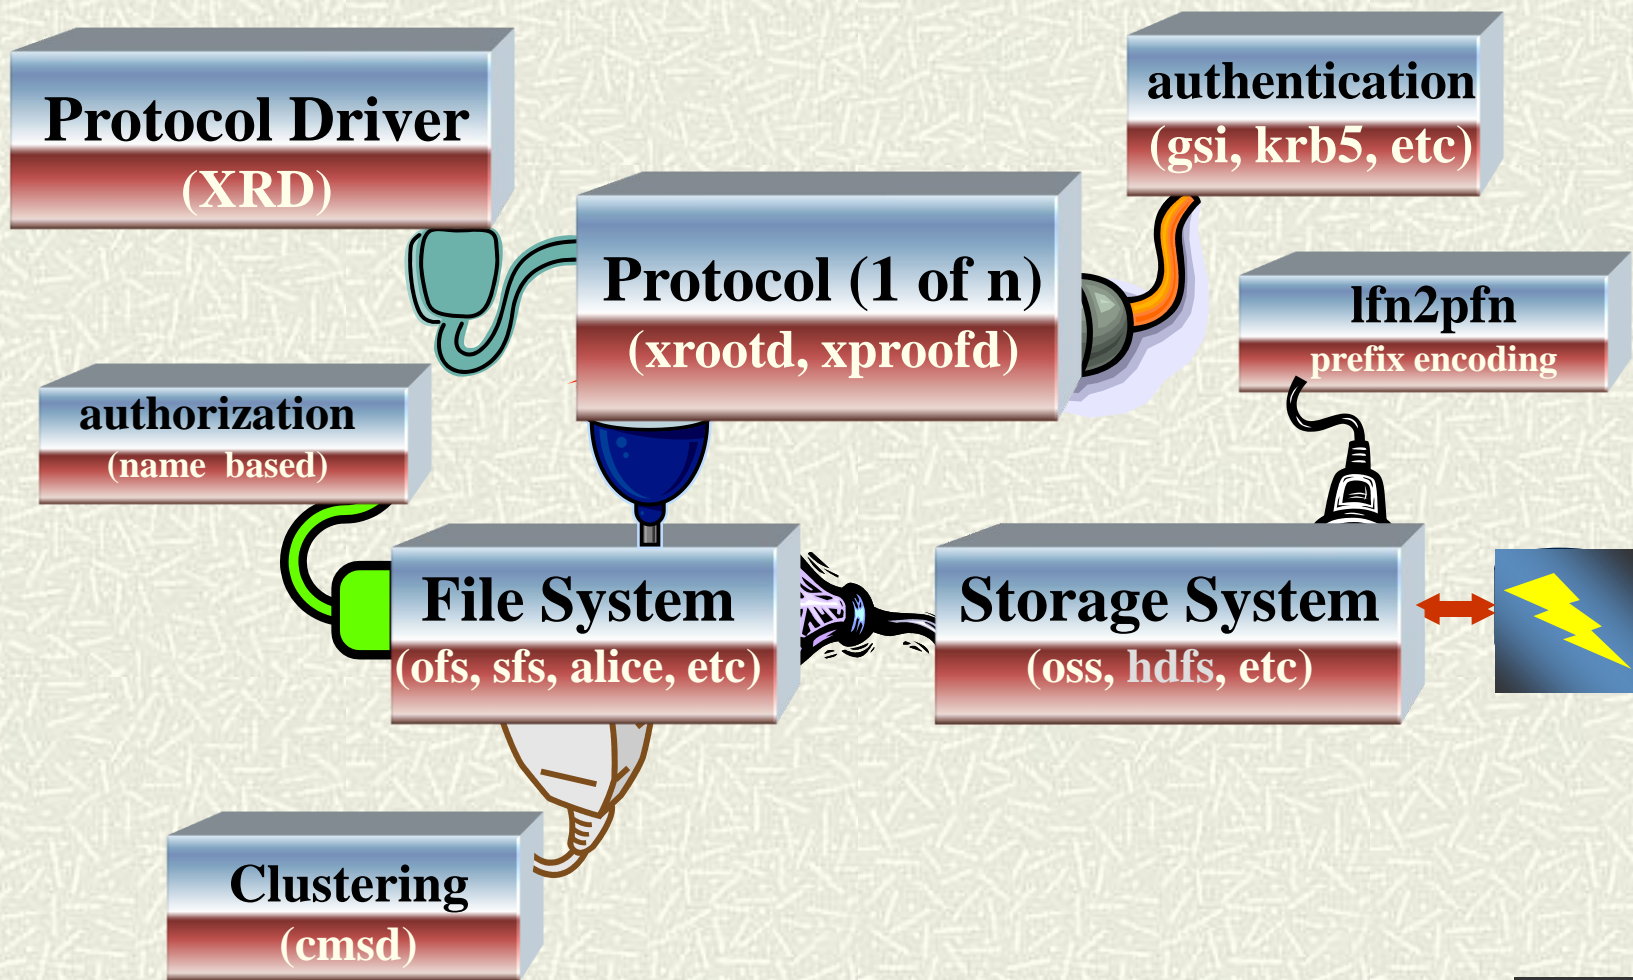 Protocol Driver
(XRD)
authentication
(gsi, krb5, etc)
Protocol (1 of n)
(xrootd, xproofd)
lfn2pfn
prefix encoding
authorization
(name based)
File System
(ofs, sfs, alice, etc)
Storage System
(oss, hdfs, etc)
Clustering
(cmsd)